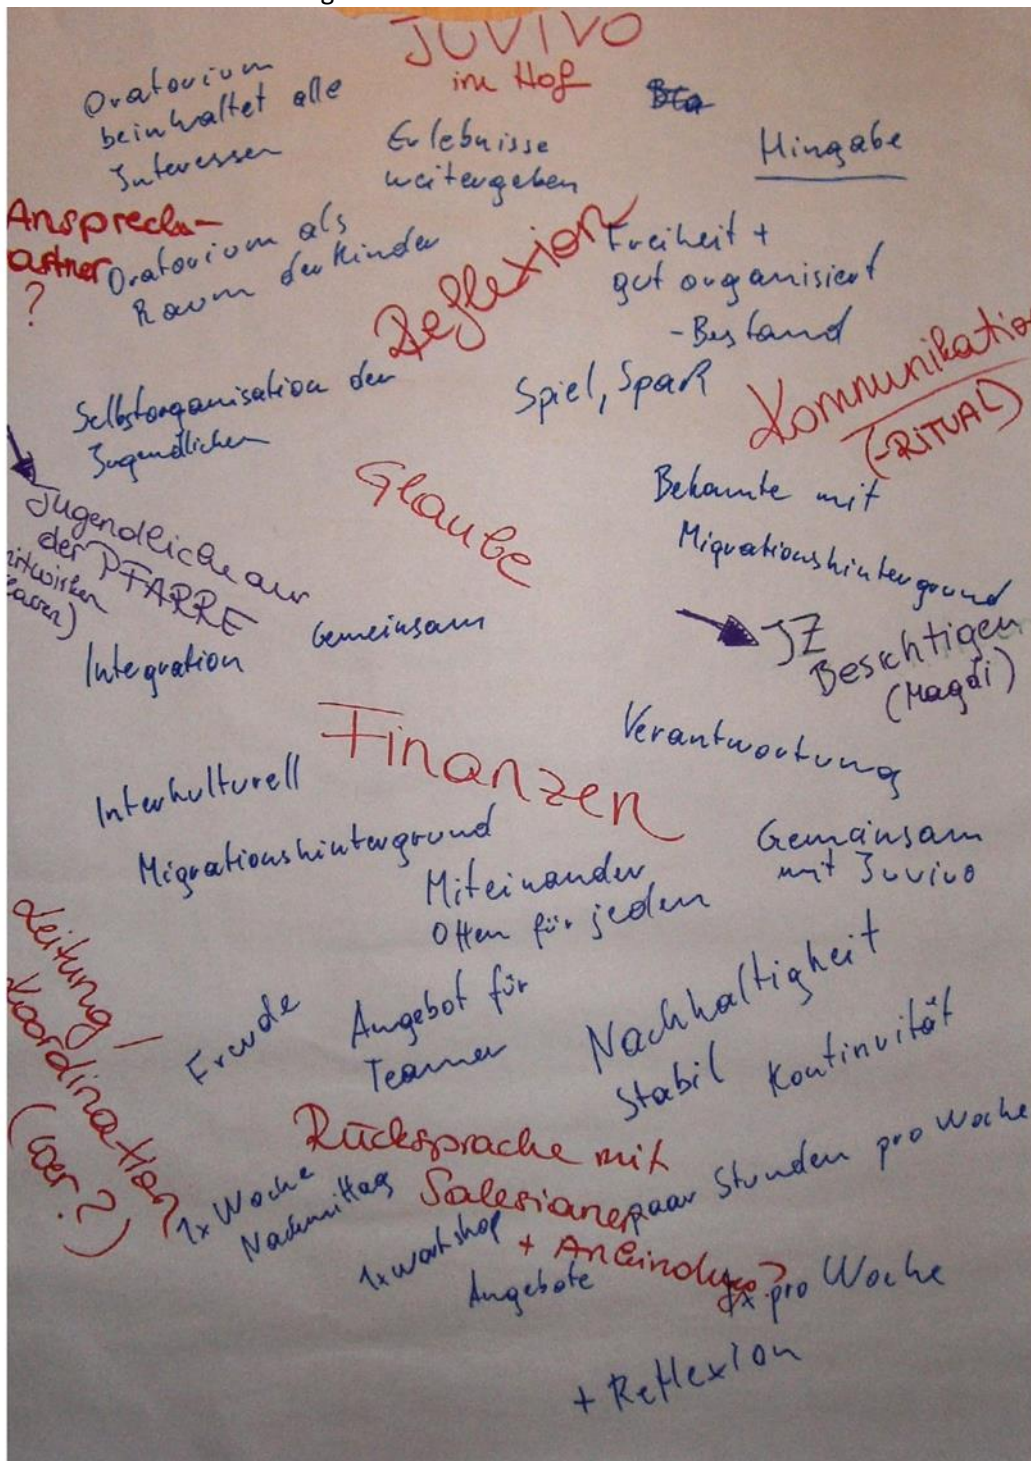 JUVIVO
im Hof
Oratorium
beinhaltet alle
Interessen
Erlebnisse
weitergeben
Hingabe
Ansprech-
artner
?
Oratorium als
Raum der Kinder
Reflexion
Freiheit +
gut organisiert
-Bestand
Kommunikation
(-RITUAL)
Selbstorganisation der
Jugendlichen
Spiel, Spaß
Glaube
Bekannte mit
Migrationshintergrund
Jugendliche aus
der PFARRE
Integration
Gemeinsam
JZ
Besichtigen
(Magdi)
Finanzen
Verantwortung
Interkulturell
Migrationshintergrund
Gemeinsam
mit Juvivo
Miteinander
Offen für jeden
Leitung/
Koordination
(wer?)
Freude
Angebot für
Teamer
Nachhaltigkeit
Stabil
Kontinuität
Rücksprache mit
Salesianer
+ Anbindung?
1x Woche
Nachmittag
paar Stunden pro Woche
1x workshop
Angebote
1x pro Woche
+ Reflexion